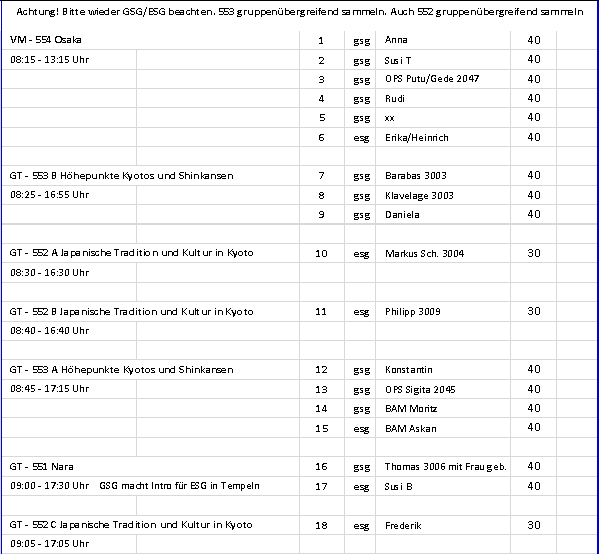 Achtung! Bitte wieder GSG/ESG beachten. 553 gruppenübergreifend sammeln. Auch 552 gruppenübergreifend sammeln
VM - 554 Osaka 1 gsg Anna 40
08:15 - 13:15 Uhr 2 gsg Susi T 40
3 gsg OPS Putu/Gede 2047 40
4 gsg Rudi 40
5 gsg xx 40
6 esg Erika/Heinrich 40
GT - 553 B Höhepunkte Kyotos und Shinkansen 7 gsg Barabas 3003 40
08:25 - 16:55 Uhr 8 gsg Klavelage 3003 40
9 gsg Daniela 40
GT - 552 A Japanische Tradition und Kultur in Kyoto 10 esg Markus Sch. 3004 30
08:30 - 16:30 Uhr
GT - 552 B Japanische Tradition und Kultur in Kyoto 11 esg Philipp 3009 30
08:40 - 16:40 Uhr
GT - 553 A Höhepunkte Kyotos und Shinkansen 12 gsg Konstantin 40
08:45 - 17:15 Uhr 13 gsg OPS Sigita 2045 40
14 gsg BAM Moritz 40
15 esg BAM Askan 40
GT - 551 Nara 16 gsg Thomas 3006 mit Frau geb. 40
09:00 - 17:30 Uhr GSG macht Intro für ESG in Tempeln 17 esg Susi B 40
GT - 552 C Japanische Tradition und Kultur in Kyoto 18 esg Frederik 30
09:05 - 17:05 Uhr